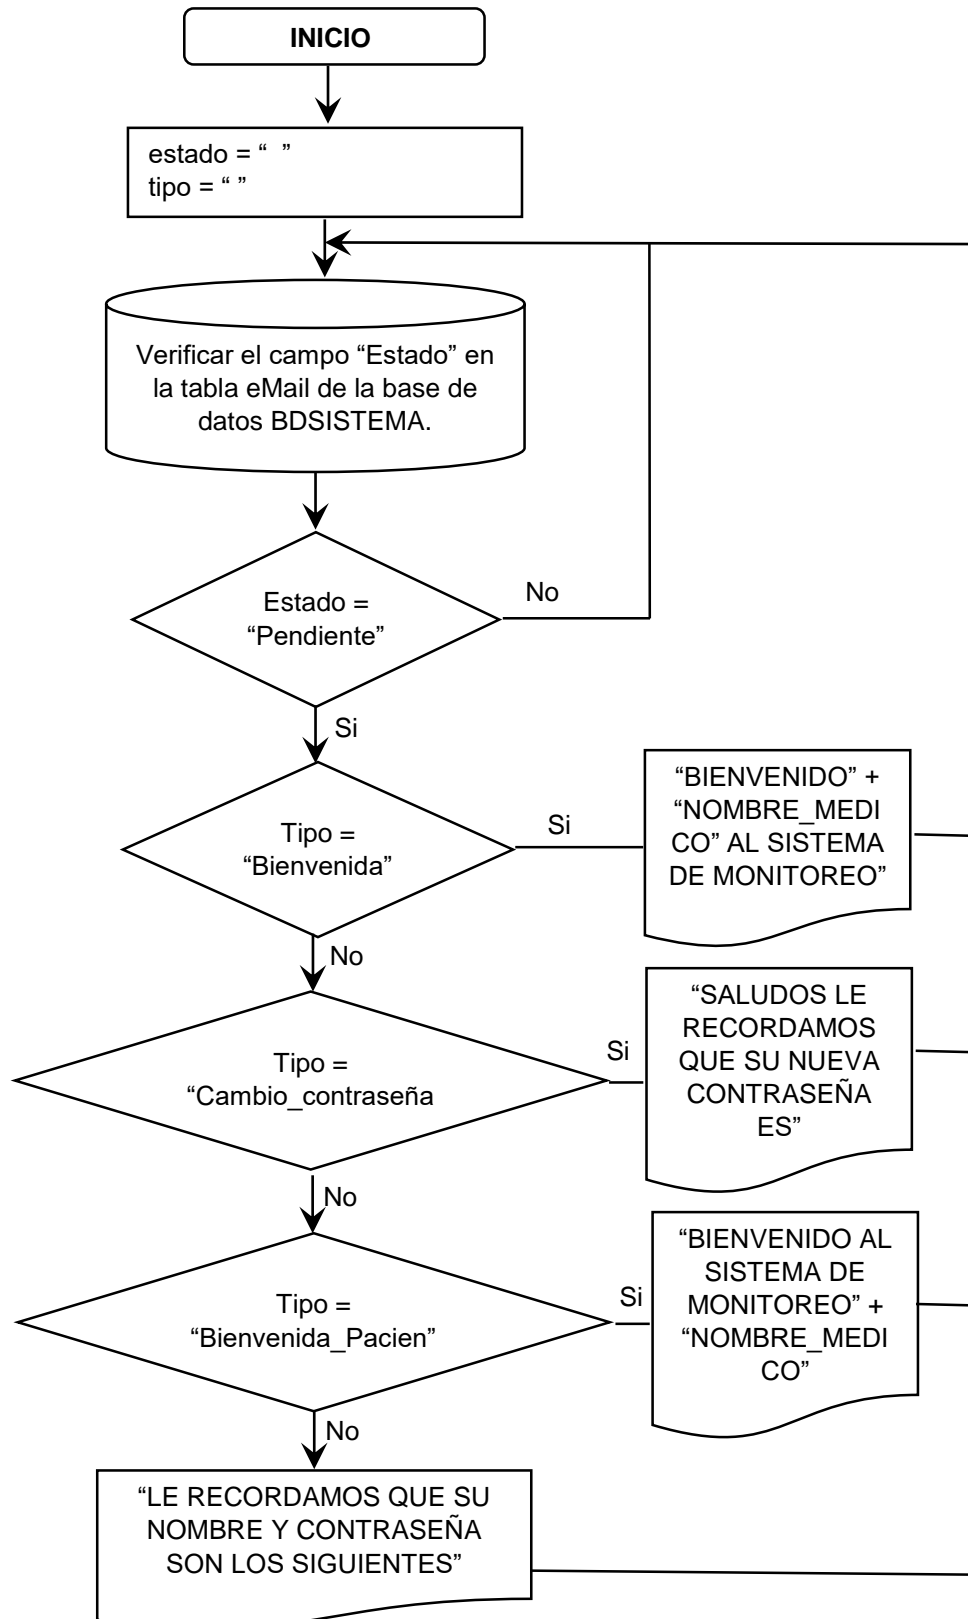 INICIO
estado = “  ”
tipo = “ ”
Verificar el campo “Estado” en
la tabla eMail de la base de
datos BDSISTEMA.
Estado =
“Pendiente”
No
Si
Tipo =
“Bienvenida”
Si
“BIENVENIDO” +
“NOMBRE_MEDI
CO” AL SISTEMA
DE MONITOREO”
No
Tipo =
“Cambio_contraseña
Si
“SALUDOS LE
RECORDAMOS
QUE SU NUEVA
CONTRASEÑA
ES”
No
Tipo =
“Bienvenida_Pacien”
Si
“BIENVENIDO AL
SISTEMA DE
MONITOREO” +
“NOMBRE_MEDI
CO”
No
“LE RECORDAMOS QUE SU
NOMBRE Y CONTRASEÑA
SON LOS SIGUIENTES”